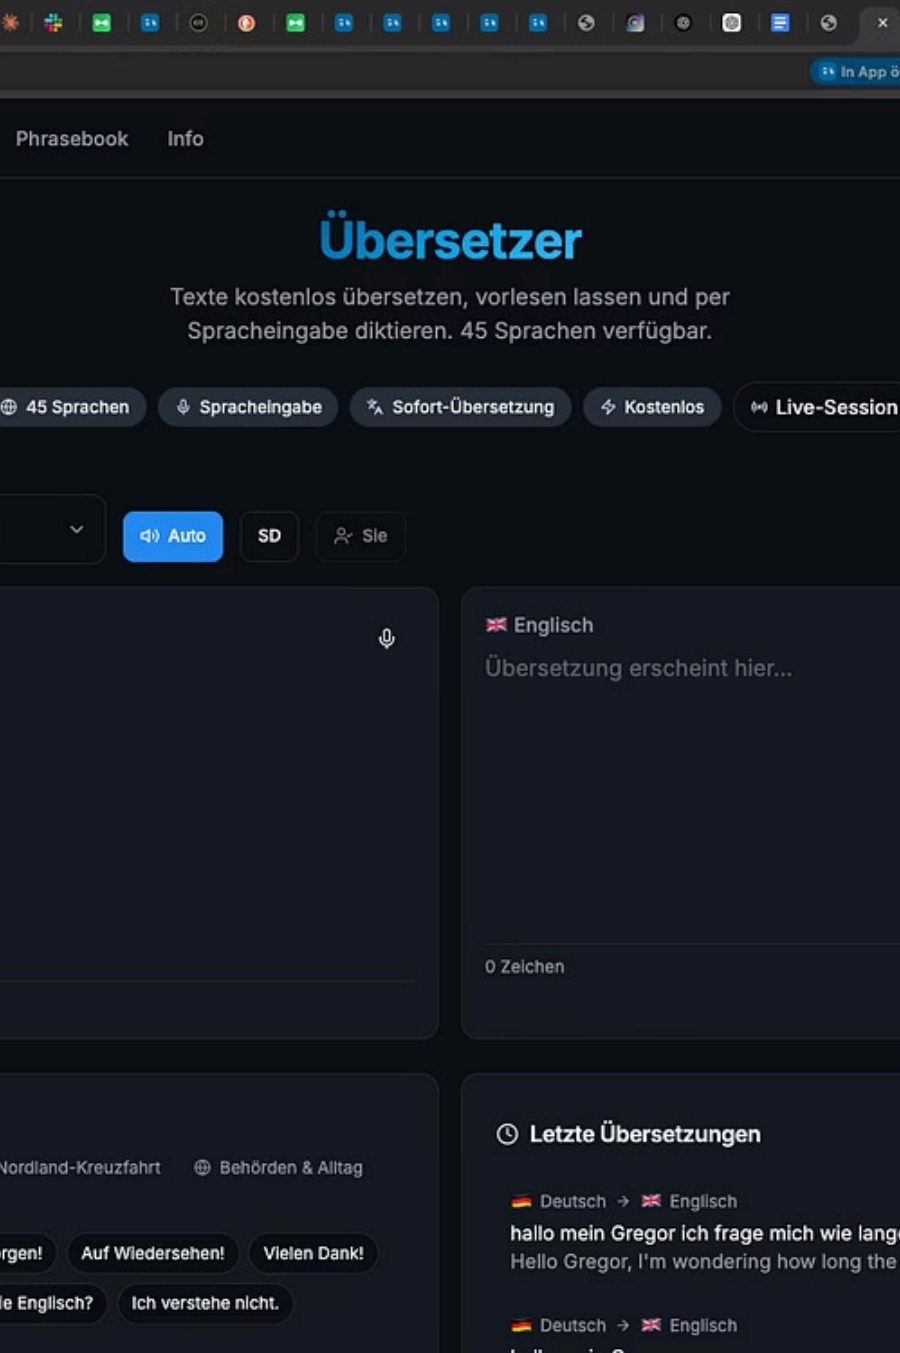 In App ö
Phrasebook Info
Übersetzer
Texte kostenlos übersetzen, vorlesen lassen und per
Spracheingabe diktieren. 45 Sprachen verfügbar.
45 Sprachen Spracheingabe Sofort-Übersetzung Kostenlos Live-Session
Auto SD Sie
Englisch
Übersetzung erscheint hier...
0 Zeichen
Nordland-Kreuzfahrt Behörden & Alltag
rgen! Auf Wiedersehen! Vielen Dank!
ie Englisch? Ich verstehe nicht.
Letzte Übersetzungen
Deutsch → Englisch
hallo mein Gregor ich frage mich wie lange
Hello Gregor, I'm wondering how long the
Deutsch → Englisch